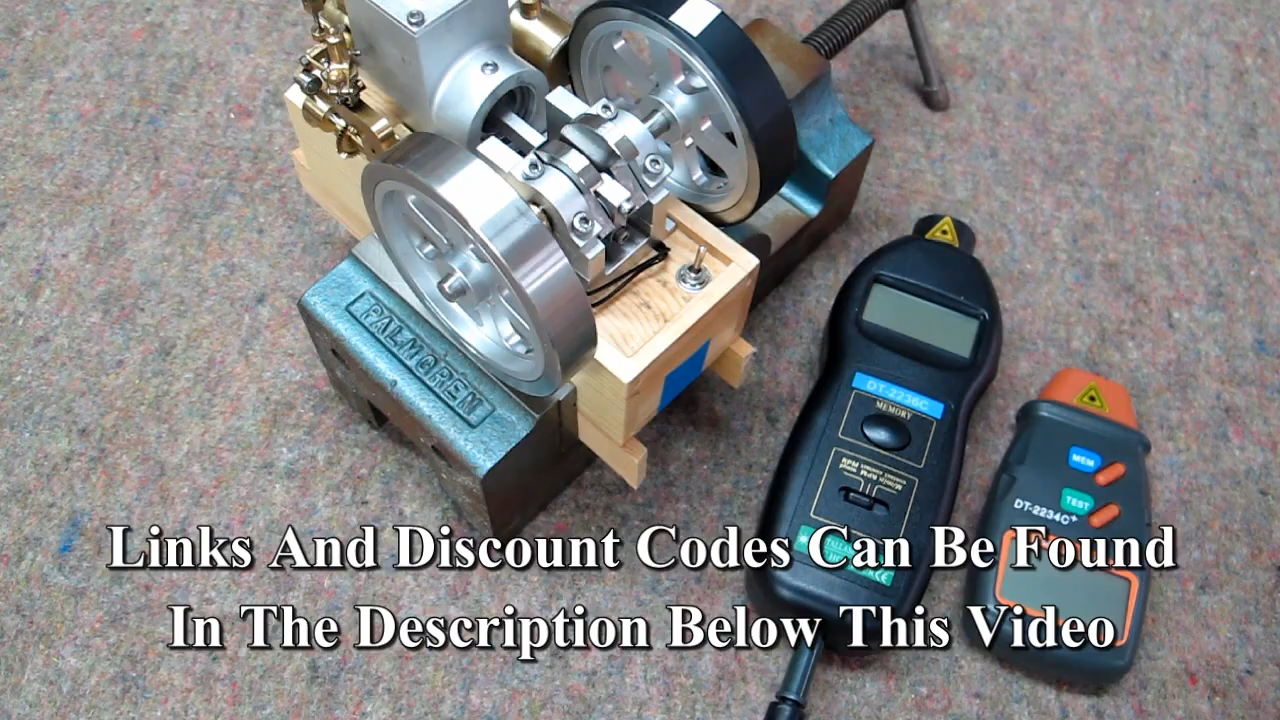 PALMGREN
DT-2236C
MEMORY
MEM
TEST
DT-2234C+
Links And Discount Codes Can Be Found
In The Description Below This Video